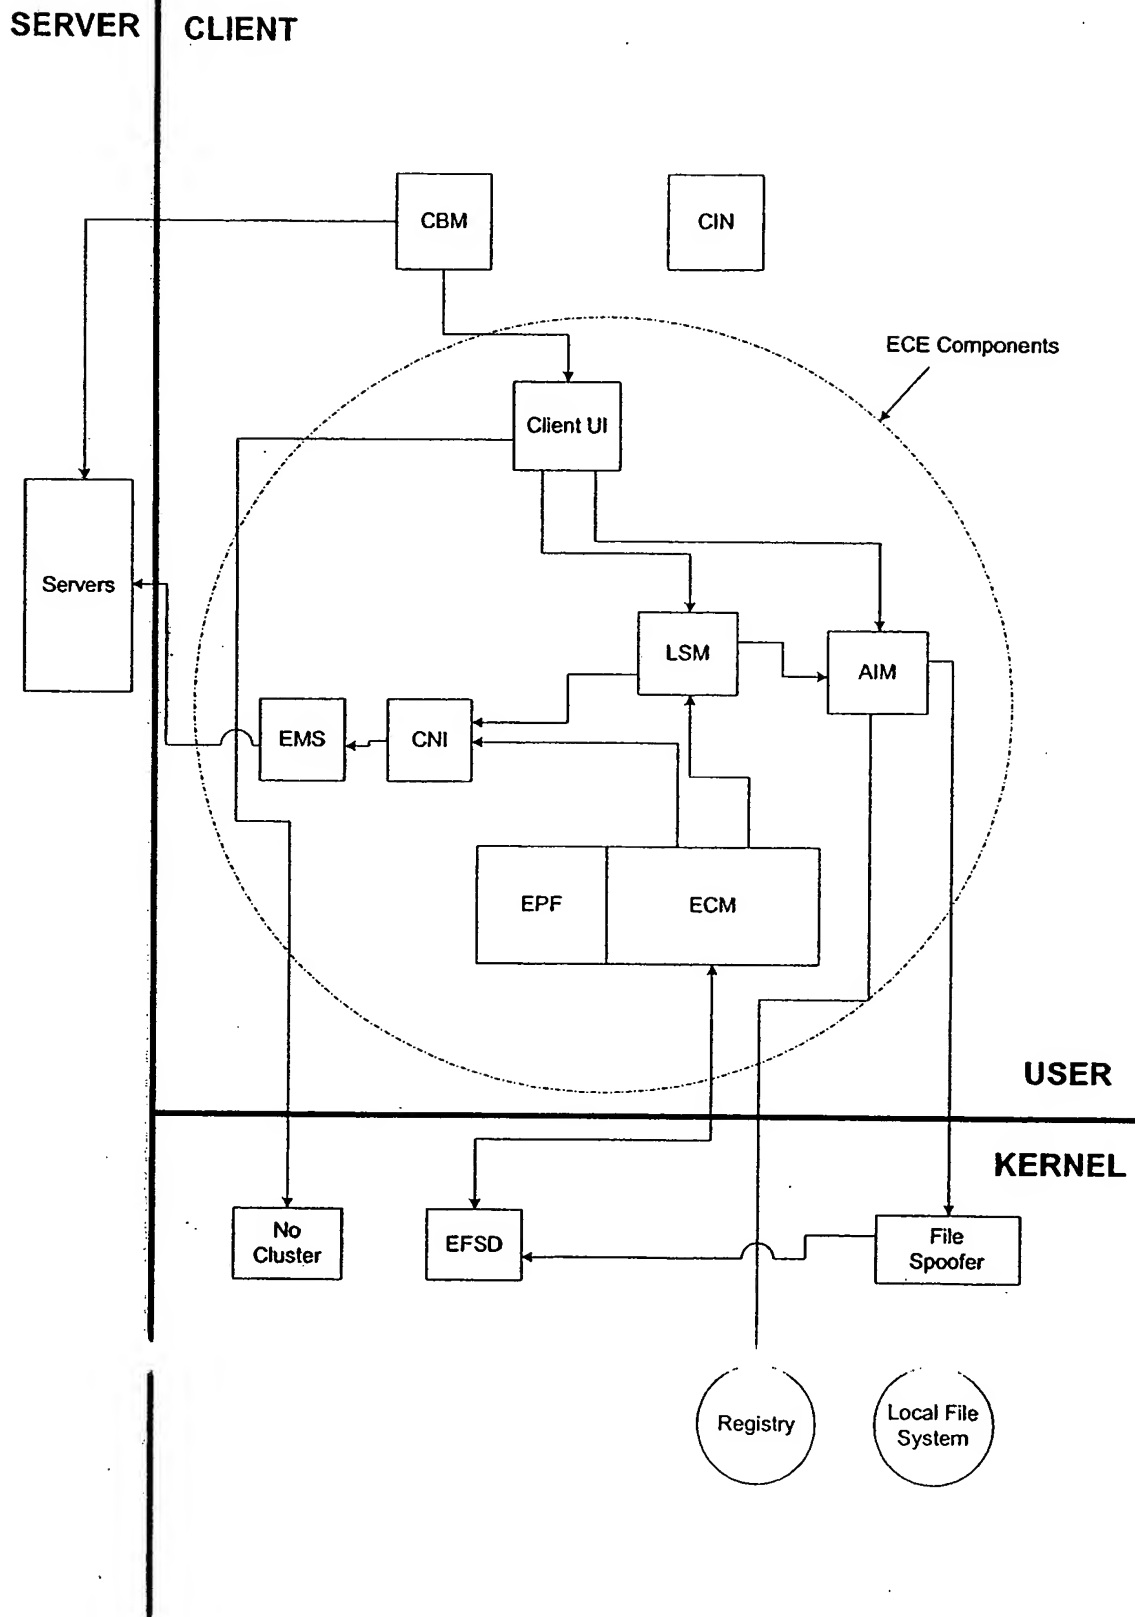 SERVER
CLIENT
CBM
CIN
ECE Components
Client UI
Servers
LSM
AIM
EMS
CNI
EPF
ECM
USER
KERNEL
No
Cluster
EFSD
File
Spoofer
Registry
Local File
System